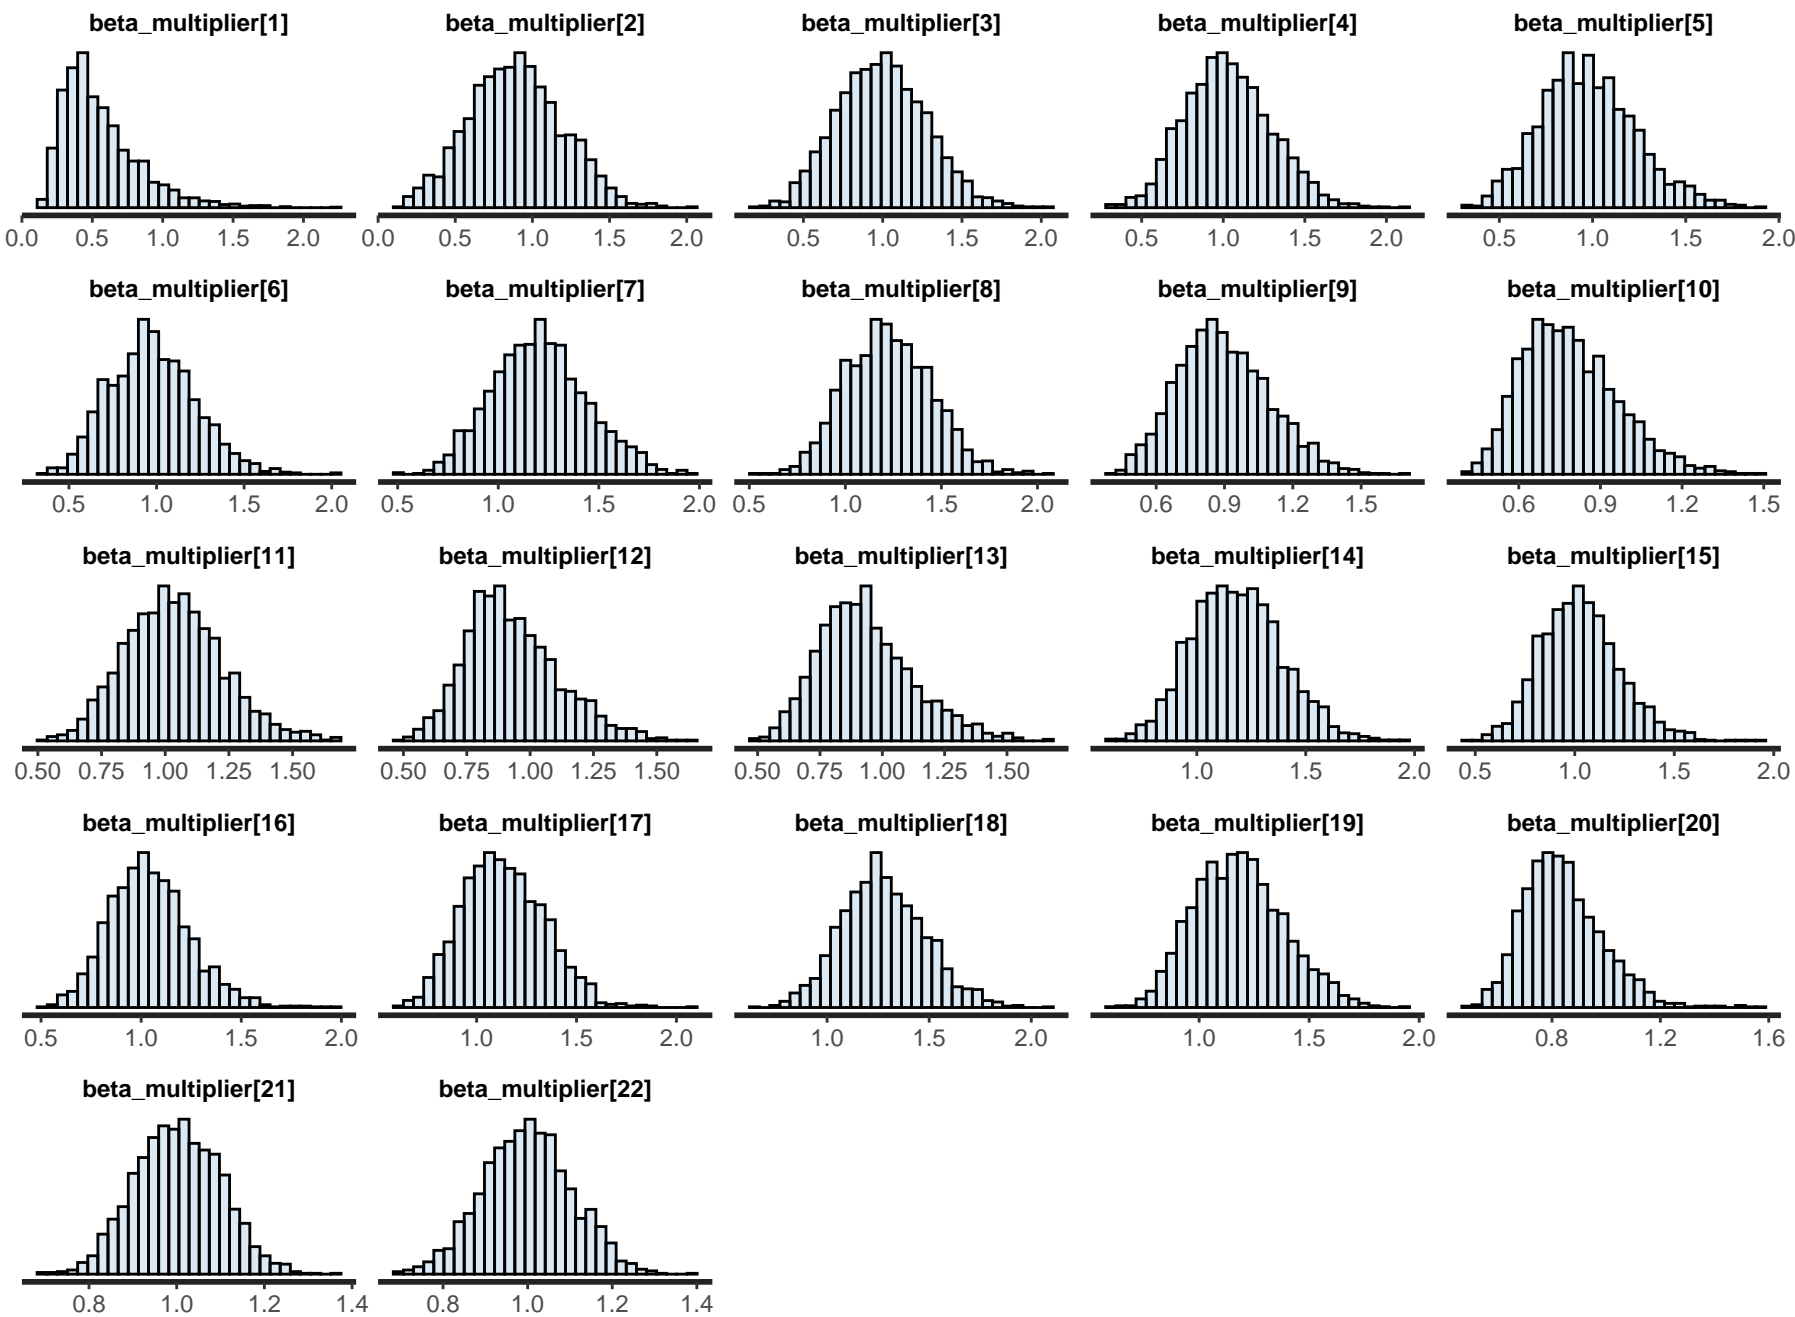 beta_multiplier[1] beta_multiplier[2] beta_multiplier[3] beta_multiplier[4] beta_multiplier[5]
0.0 0.5 1.0 1.5 2.0 0.0 0.5 1.0 1.5 2.0 0.5 1.0 1.5 2.0 0.5 1.0 1.5 2.0 0.5 1.0 1.5 2.0
beta_multiplier[6] beta_multiplier[7] beta_multiplier[8] beta_multiplier[9] beta_multiplier[10]
0.5 1.0 1.5 2.0 0.5 1.0 1.5 2.0 0.5 1.0 1.5 2.0 0.6 0.9 1.2 1.5 0.6 0.9 1.2 1.5
beta_multiplier[11] beta_multiplier[12] beta_multiplier[13] beta_multiplier[14] beta_multiplier[15]
0.50 0.75 1.00 1.25 1.50 0.50 0.75 1.00 1.25 1.50 0.50 0.75 1.00 1.25 1.50 1.0 1.5 2.0 0.5 1.0 1.5 2.0
beta_multiplier[16] beta_multiplier[17] beta_multiplier[18] beta_multiplier[19] beta_multiplier[20]
0.5 1.0 1.5 2.0 1.0 1.5 2.0 1.0 1.5 2.0 1.0 1.5 2.0 0.8 1.2 1.6
beta_multiplier[21] beta_multiplier[22]
0.8 1.0 1.2 1.4 0.8 1.0 1.2 1.4